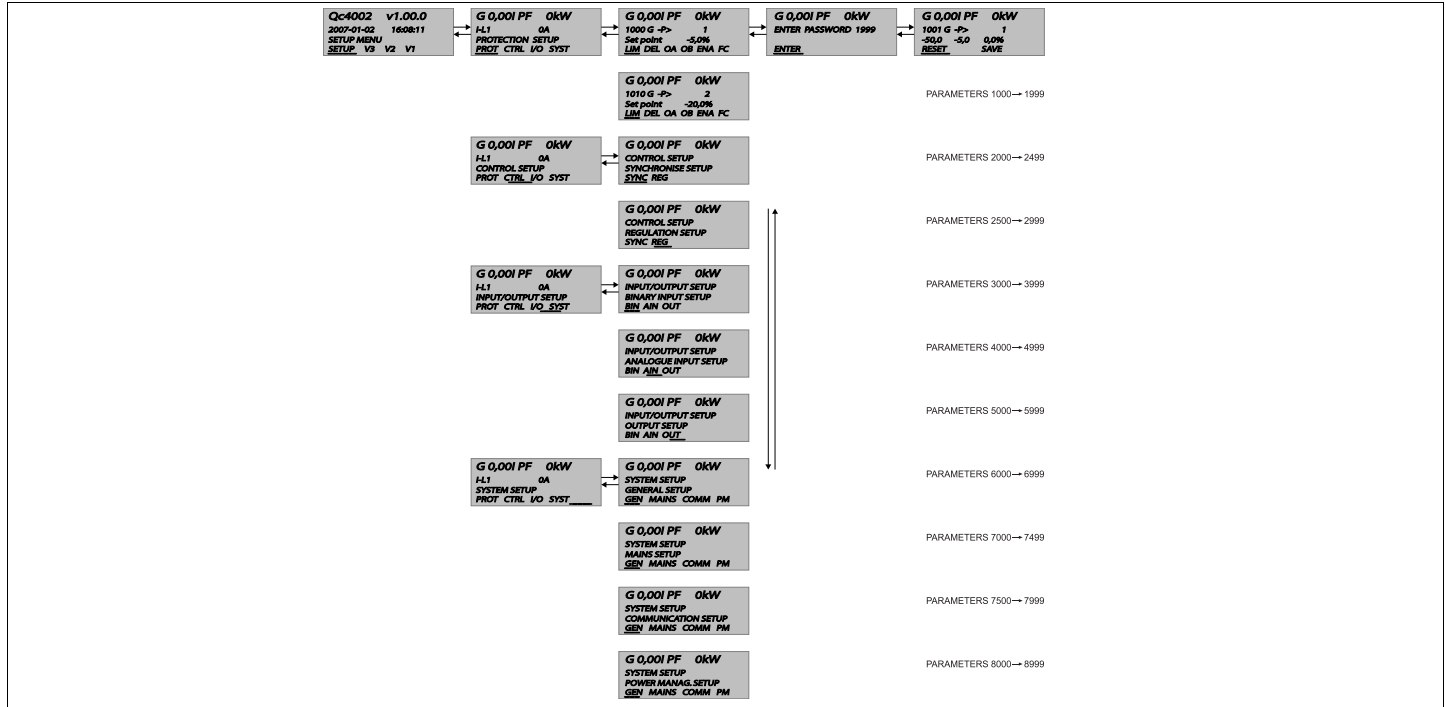 Qc4002 v1.00.0
2007-01-02 16:08:11
SETUP MENU
SETUP V3 V2 V1
G 0,00I PF 0kW
I-L1 0A
PROTECTION SETUP
PROT CTRL I/O SYST
G 0,00I PF 0kW
1000 G -P> 1
Set point -5,0%
LIM DEL OA OB ENA FC
G 0,00I PF 0kW
ENTER PASSWORD 1999
ENTER
G 0,00I PF 0kW
1001 G -P> 1
-50,0 -5,0 0,0%
RESET SAVE
G 0,00I PF 0kW
1010 G -P> 2
Set point -20,0%
LIM DEL OA OB ENA FC
PARAMETERS 1000→1999
G 0,00I PF 0kW
I-L1 0A
CONTROL SETUP
PROT CTRL I/O SYST
G 0,00I PF 0kW
CONTROL SETUP
SYNCHRONISE SETUP
SYNC REG
PARAMETERS 2000→2499
G 0,00I PF 0kW
CONTROL SETUP
REGULATION SETUP
SYNC REG
PARAMETERS 2500→2999
G 0,00I PF 0kW
I-L1 0A
INPUT/OUTPUT SETUP
PROT CTRL I/O SYST
G 0,00I PF 0kW
INPUT/OUTPUT SETUP
BINARY INPUT SETUP
BIN AIN OUT
PARAMETERS 3000→3999
G 0,00I PF 0kW
INPUT/OUTPUT SETUP
ANALOGUE INPUT SETUP
BIN AIN OUT
PARAMETERS 4000→4999
G 0,00I PF 0kW
INPUT/OUTPUT SETUP
OUTPUT SETUP
BIN AIN OUT
PARAMETERS 5000→5999
G 0,00I PF 0kW
I-L1 0A
SYSTEM SETUP
PROT CTRL I/O SYST
G 0,00I PF 0kW
SYSTEM SETUP
GENERAL SETUP
GEN MAINS COMM PM
PARAMETERS 6000→6999
G 0,00I PF 0kW
SYSTEM SETUP
MAINS SETUP
GEN MAINS COMM PM
PARAMETERS 7000→7499
G 0,00I PF 0kW
SYSTEM SETUP
COMMUNICATION SETUP
GEN MAINS COMM PM
PARAMETERS 7500→7999
G 0,00I PF 0kW
SYSTEM SETUP
POWER MANAG. SETUP
GEN MAINS COMM PM
PARAMETERS 8000→8999